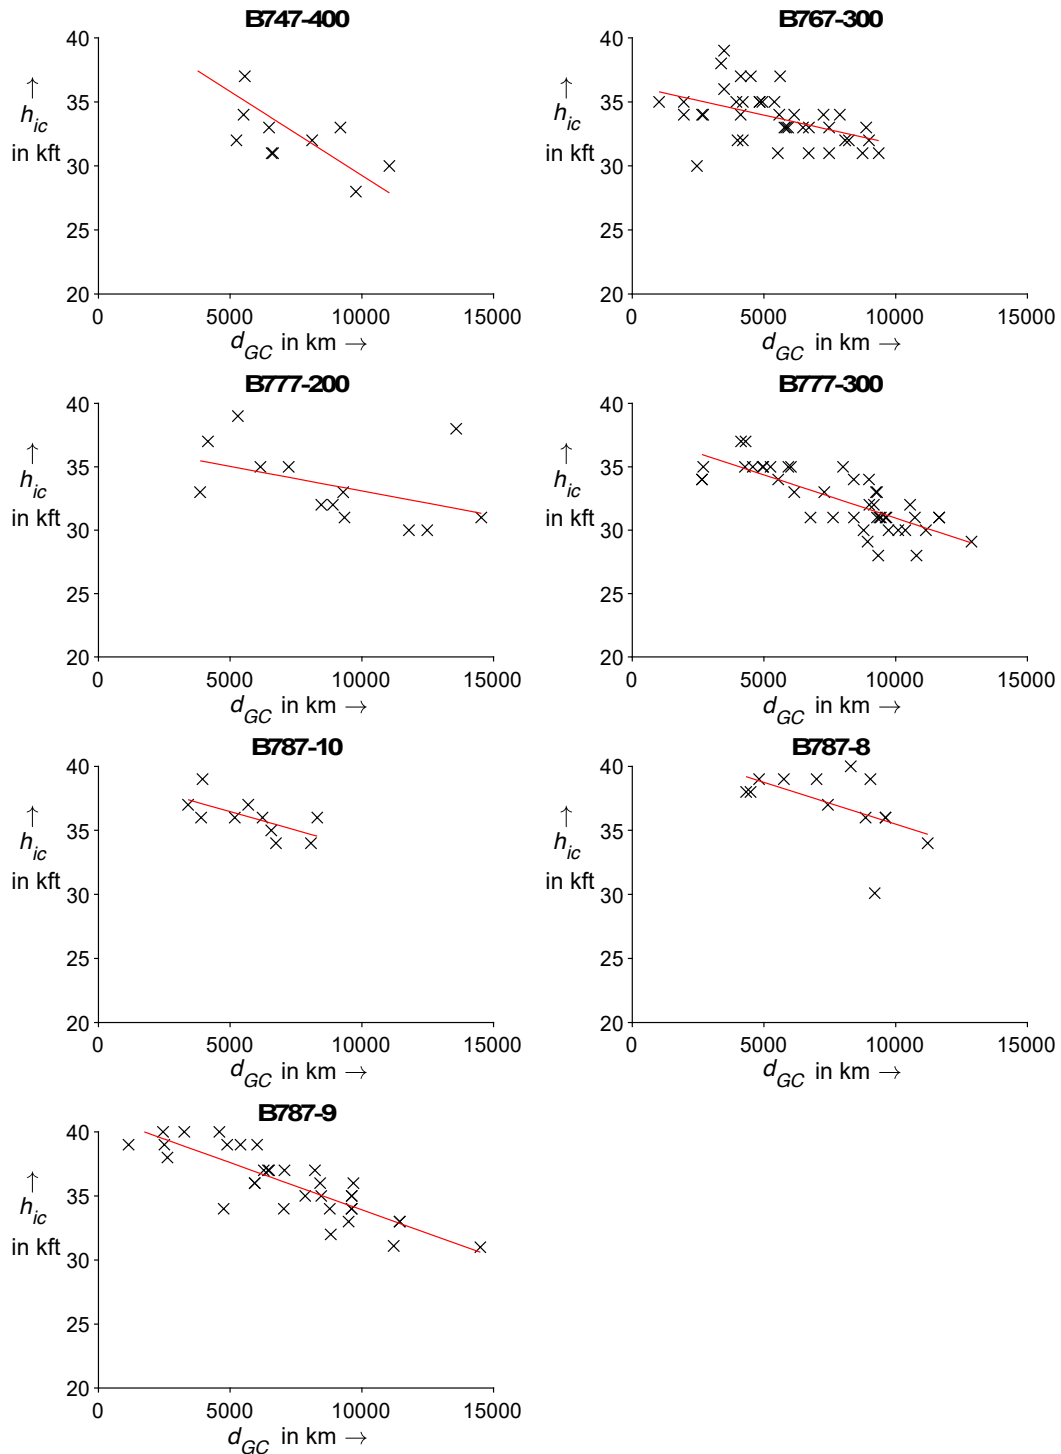 B747-400
40
35
30
25
20
↑
h_ic
in kft
0 5000 10000 15000
d_GC in km →
B767-300
40
35
30
25
20
↑
h_ic
in kft
0 5000 10000 15000
d_GC in km →
B777-200
40
35
30
25
20
↑
h_ic
in kft
0 5000 10000 15000
d_GC in km →
B777-300
40
35
30
25
20
↑
h_ic
in kft
0 5000 10000 15000
d_GC in km →
B787-10
40
35
30
25
20
↑
h_ic
in kft
0 5000 10000 15000
d_GC in km →
B787-8
40
35
30
25
20
↑
h_ic
in kft
0 5000 10000 15000
d_GC in km →
B787-9
40
35
30
25
20
↑
h_ic
in kft
0 5000 10000 15000
d_GC in km →